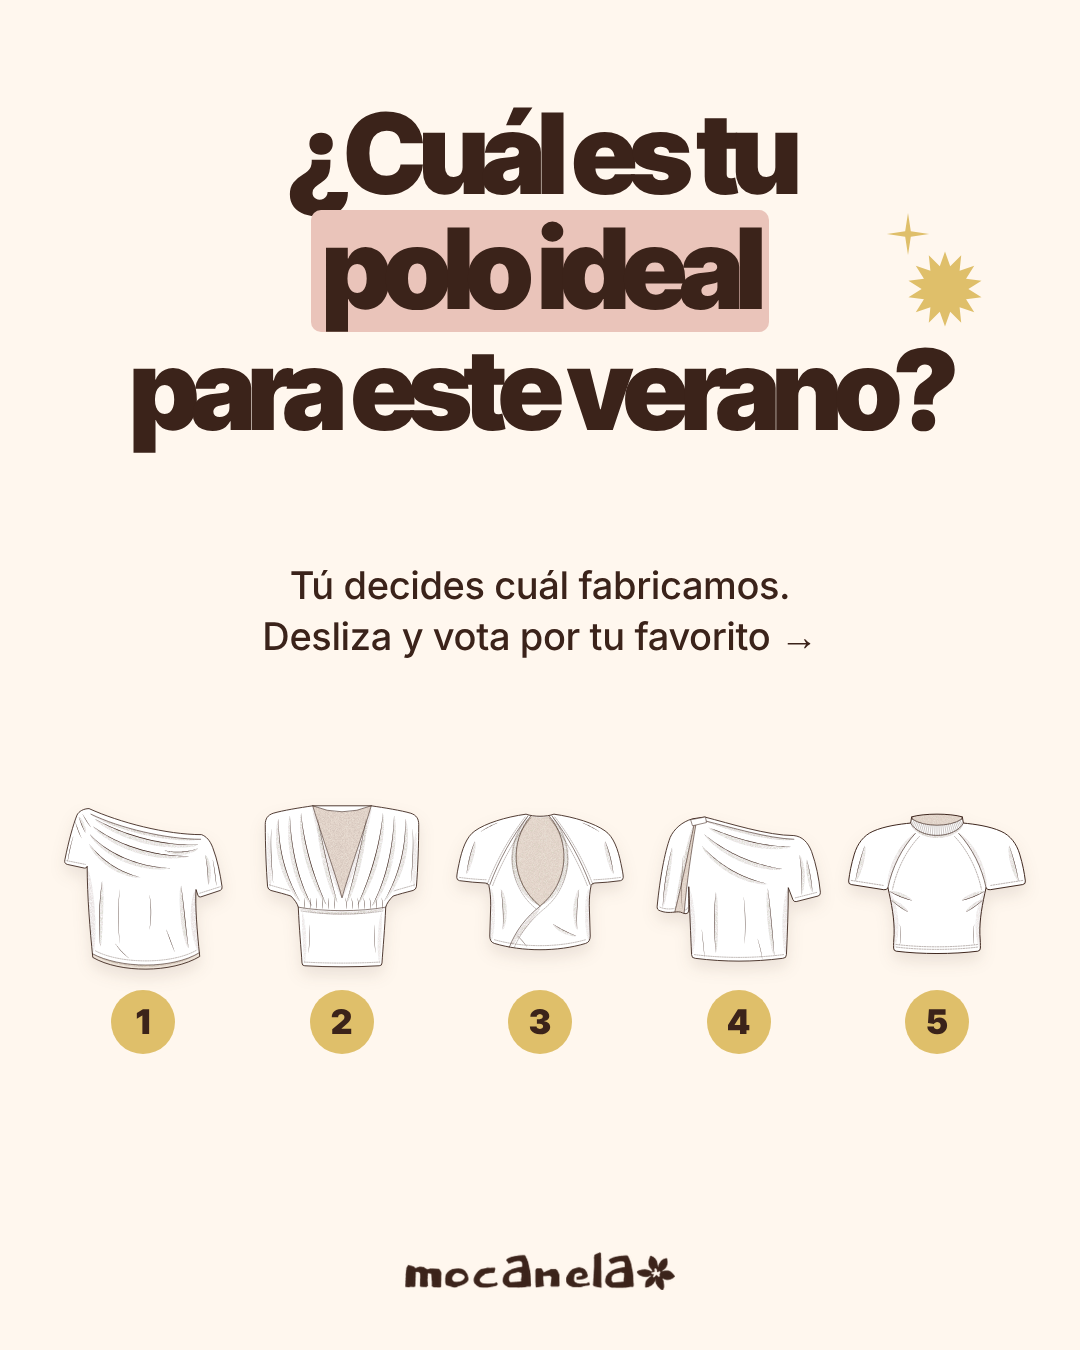 ¿Cuál es tu
polo ideal
para este verano?
Tú decides cuál fabricamos.
Desliza y vota por tu favorito →
1 2 3 4 5
mocanela